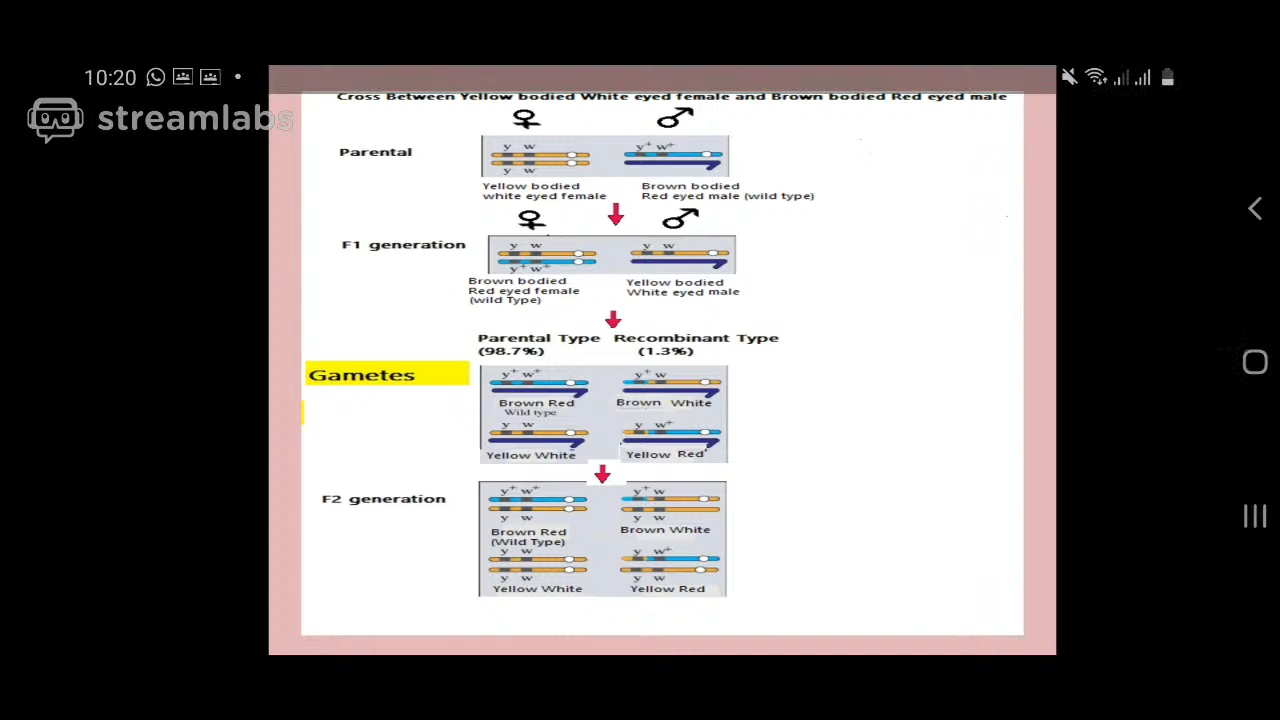 10:20
streamlabs
Cross Between Yellow bodied White eyed female and Brown bodied Red eyed male
♀ ♂
Parental
y w y⁺ w⁺
y w
Yellow bodied Brown bodied
white eyed female Red eyed male (wild type)
♀ ♂
F1 generation
y w y w
y⁺ w⁺
Brown bodied Yellow bodied
Red eyed female White eyed male
(wild Type)
Parental Type Recombinant Type
(98.7%) (1.3%)
Gametes
y⁺ w⁺ y⁺ w
Brown Red Brown White
Wild type
y w y w⁺
Yellow White Yellow Red
F2 generation
y⁺ w⁺ y⁺ w
y w y w
Brown Red Brown White
(Wild Type)
y w y w⁺
y w y w
Yellow White Yellow Red